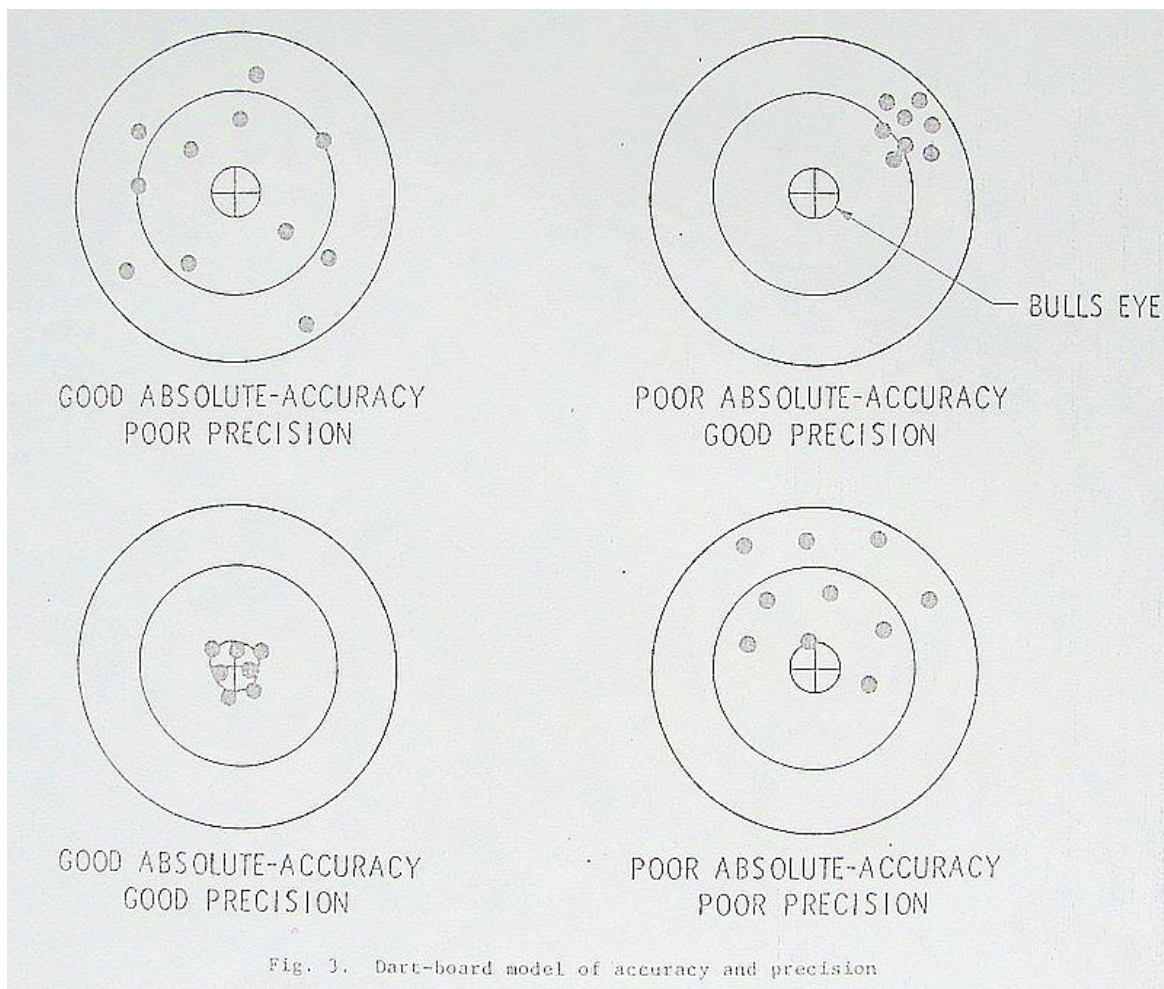 GOOD ABSOLUTE-ACCURACY
POOR PRECISION
POOR ABSOLUTE-ACCURACY
GOOD PRECISION
BULLS EYE
GOOD ABSOLUTE-ACCURACY
GOOD PRECISION
POOR ABSOLUTE-ACCURACY
POOR PRECISION
Fig. 3. Dart-board model of accuracy and precision